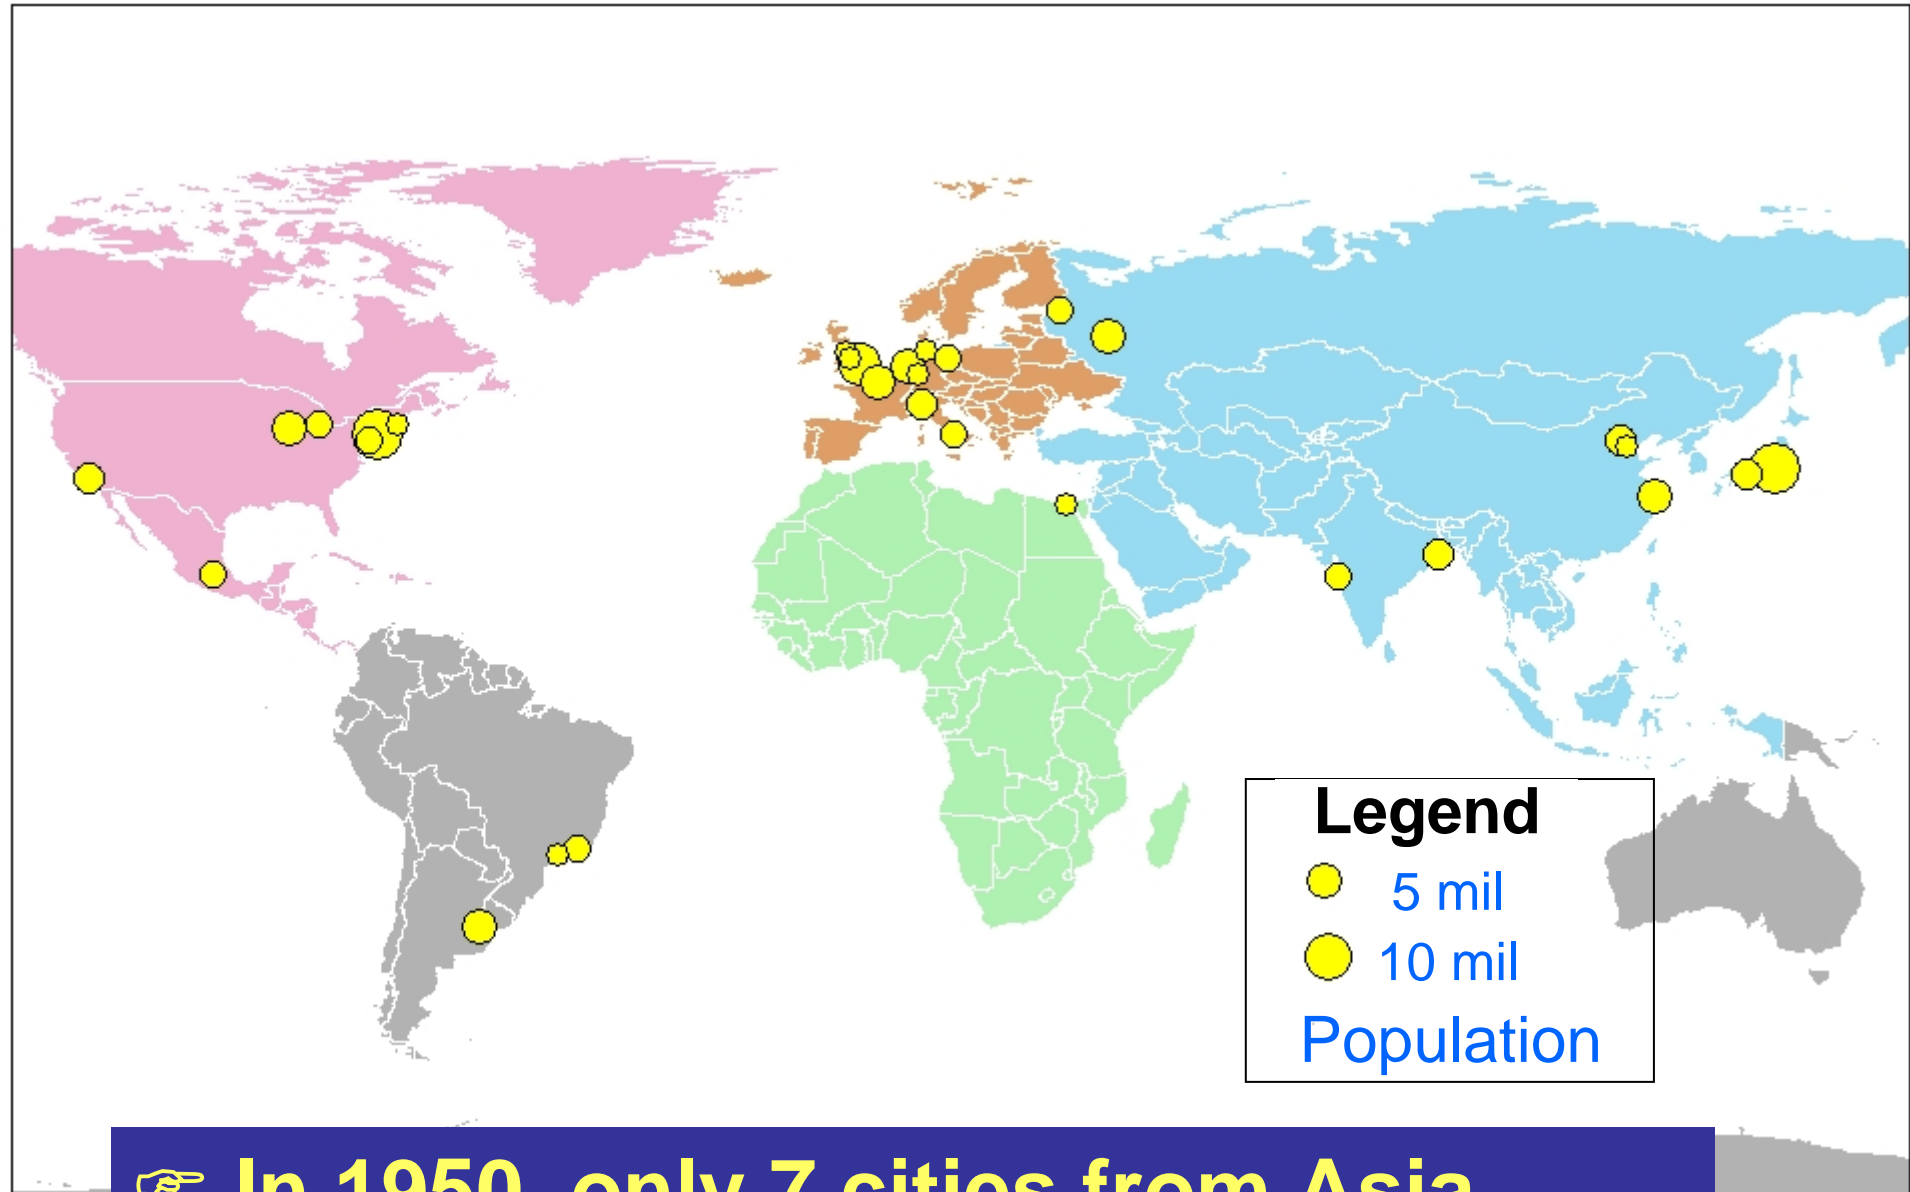 Legend
5 mil
10 mil
Population
☞ In 1950, only 7 cities from Asia